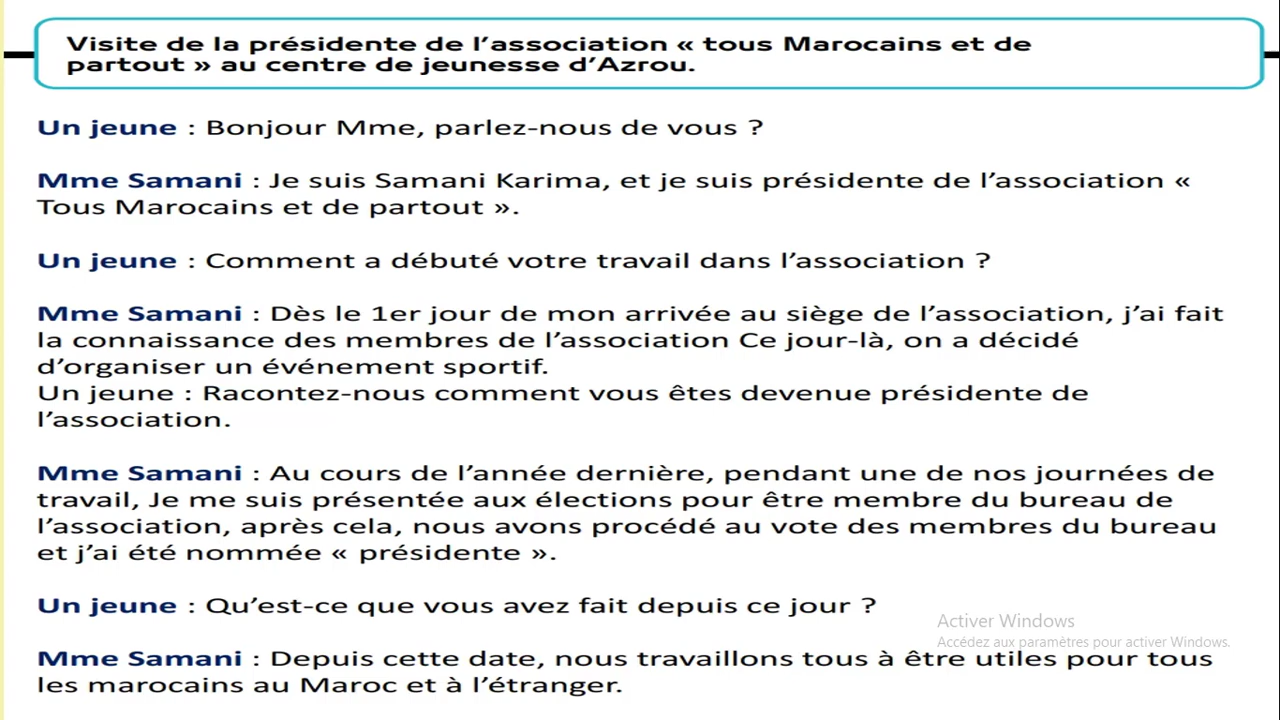 Visite de la présidente de l’association « tous Marocains et de
partout » au centre de jeunesse d’Azrou.
Un jeune : Bonjour Mme, parlez-nous de vous ?
Mme Samani : Je suis Samani Karima, et je suis présidente de l’association «
Tous Marocains et de partout ».
Un jeune : Comment a débuté votre travail dans l’association ?
Mme Samani : Dès le 1er jour de mon arrivée au siège de l’association, j’ai fait
la connaissance des membres de l’association Ce jour-là, on a décidé
d’organiser un événement sportif.
Un jeune : Racontez-nous comment vous êtes devenue présidente de
l’association.
Mme Samani : Au cours de l’année dernière, pendant une de nos journées de
travail, Je me suis présentée aux élections pour être membre du bureau de
l’association, après cela, nous avons procédé au vote des membres du bureau
et j’ai été nommée « présidente ».
Un jeune : Qu’est-ce que vous avez fait depuis ce jour ?
Activer Windows
Accédez aux paramètres pour activer Windows.
Mme Samani : Depuis cette date, nous travaillons tous à être utiles pour tous
les marocains au Maroc et à l’étranger.